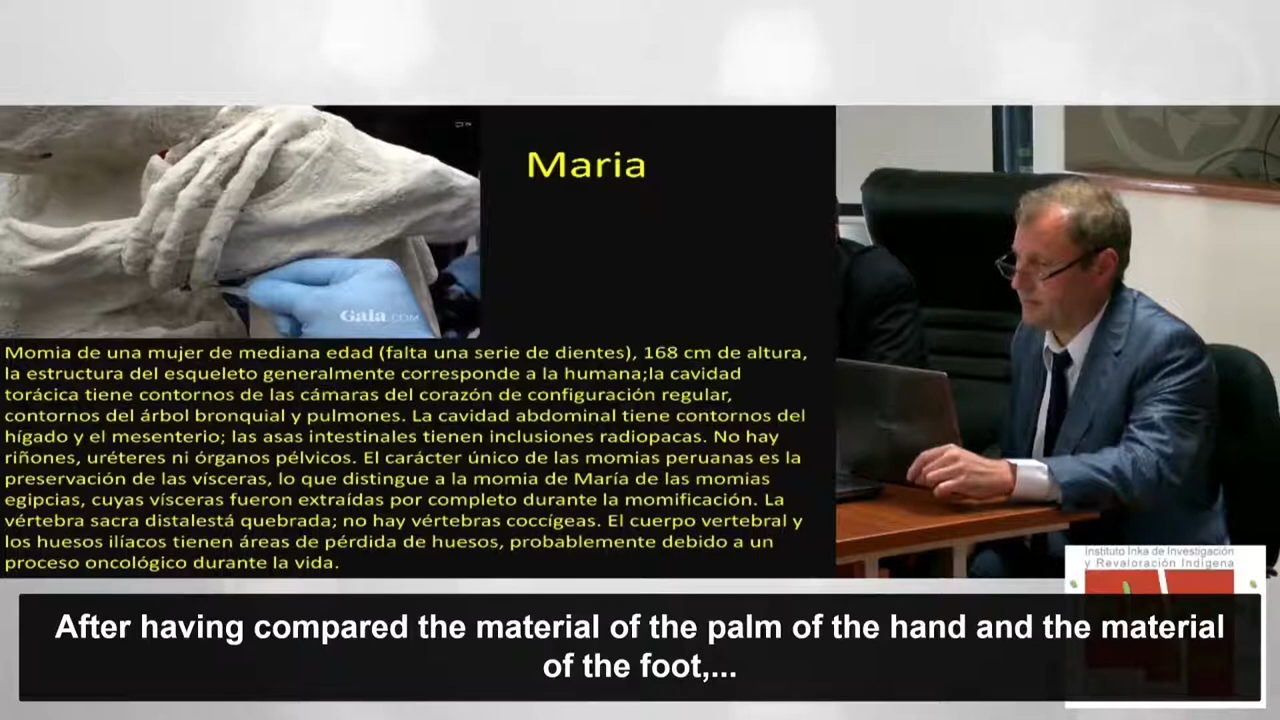 Gaia.COM
Maria
Momia de una mujer de mediana edad (falta una serie de dientes), 168 cm de altura,
la estructura del esqueleto generalmente corresponde a la humana;la cavidad
torácica tiene contornos de las cámaras del corazón de configuración regular,
contornos del árbol bronquial y pulmones. La cavidad abdominal tiene contornos del
hígado y el mesenterio; las asas intestinales tienen inclusiones radiopacas. No hay
riñones, uréteres ni órganos pélvicos. El carácter único de las momias peruanas es la
preservación de las vísceras, lo que distingue a la momia de María de las momias
egipcias, cuyas vísceras fueron extraídas por completo durante la momificación. La
vértebra sacra distalestá quebrada; no hay vértebras coccígeas. El cuerpo vertebral y
los huesos ilíacos tienen áreas de pérdida de huesos, probablemente debido a un
proceso oncológico durante la vida.
Instituto Inka de Investigación
y Revaloración Indígena
After having compared the material of the palm of the hand and the material
of the foot,...